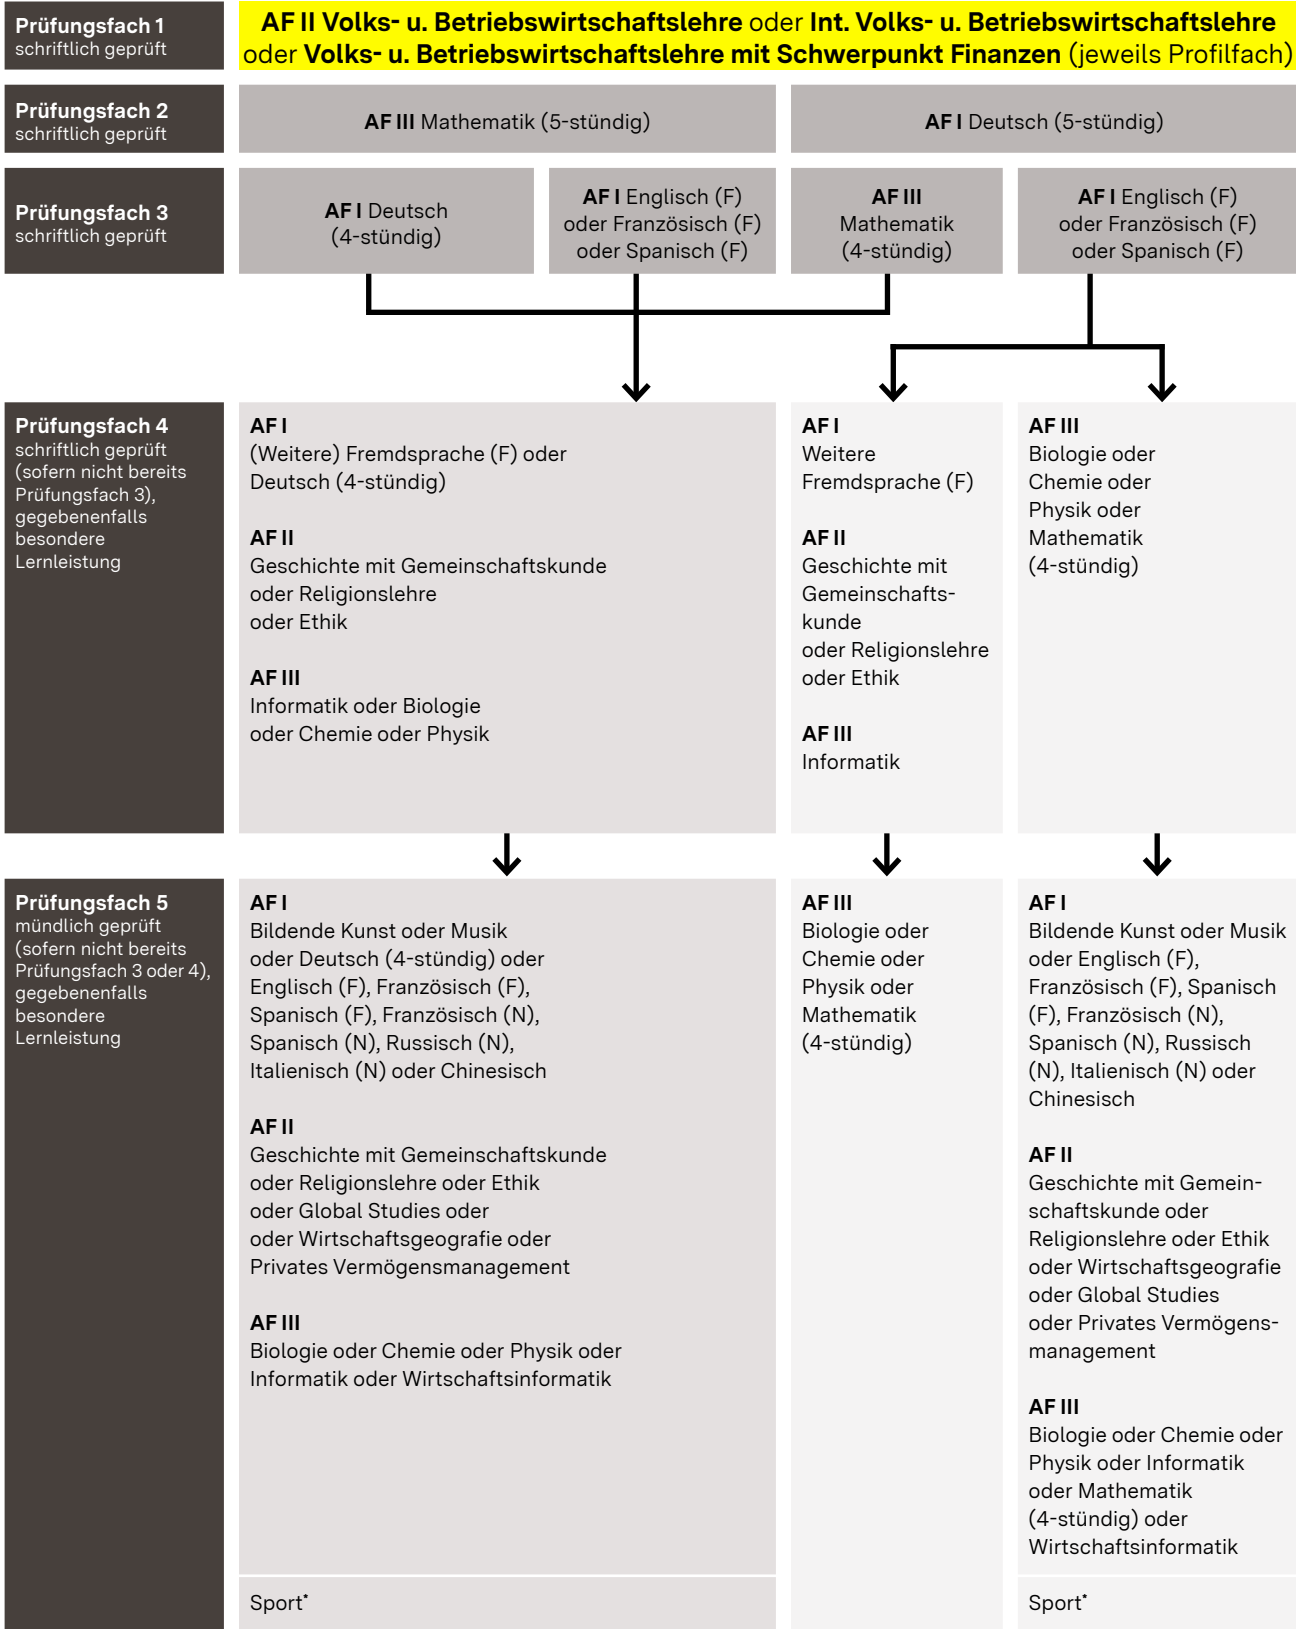 Prüfungsfach 1
schriftlich geprüft
AF II Volks- u. Betriebswirtschaftslehre oder Int. Volks- u. Betriebswirtschaftslehre
oder Volks- u. Betriebswirtschaftslehre mit Schwerpunkt Finanzen (jeweils Profilfach)
Prüfungsfach 2
schriftlich geprüft
AF III Mathematik (5-stündig)
AF I Deutsch (5-stündig)
Prüfungsfach 3
schriftlich geprüft
AF I Deutsch
(4-stündig)
AF I Englisch (F)
oder Französisch (F)
oder Spanisch (F)
AF III
Mathematik
(4-stündig)
AF I Englisch (F)
oder Französisch (F)
oder Spanisch (F)
Prüfungsfach 4
schriftlich geprüft
(sofern nicht bereits
Prüfungsfach 3),
gegebenenfalls
besondere
Lernleistung
AF I
(Weitere) Fremdsprache (F) oder
Deutsch (4-stündig)
AF II
Geschichte mit Gemeinschaftskunde
oder Religionslehre
oder Ethik
AF III
Informatik oder Biologie
oder Chemie oder Physik
AF I
Weitere
Fremdsprache (F)
AF II
Geschichte mit
Gemeinschafts-
kunde
oder Religionslehre
oder Ethik
AF III
Informatik
AF III
Biologie oder
Chemie oder
Physik oder
Mathematik
(4-stündig)
Prüfungsfach 5
mündlich geprüft
(sofern nicht bereits
Prüfungsfach 3 oder 4),
gegebenenfalls
besondere
Lernleistung
AF I
Bildende Kunst oder Musik
oder Deutsch (4-stündig) oder
Englisch (F), Französisch (F),
Spanisch (F), Französisch (N),
Spanisch (N), Russisch (N),
Italienisch (N) oder Chinesisch
AF II
Geschichte mit Gemeinschaftskunde
oder Religionslehre oder Ethik
oder Global Studies oder
oder Wirtschaftsgeografie oder
Privates Vermögensmanagement
AF III
Biologie oder Chemie oder Physik oder
Informatik oder Wirtschaftsinformatik
Sport*
AF III
Biologie oder
Chemie oder
Physik oder
Mathematik
(4-stündig)
AF I
Bildende Kunst oder Musik
oder Englisch (F),
Französisch (F), Spanisch
(F), Französisch (N),
Spanisch (N), Russisch
(N), Italienisch (N) oder
Chinesisch
AF II
Geschichte mit Gemein-
schaftskunde oder
Religionslehre oder Ethik
oder Wirtschaftsgeografie
oder Global Studies
oder Privates Vermögens-
management
AF III
Biologie oder Chemie oder
Physik oder Informatik
oder Mathematik
(4-stündig) oder
Wirtschaftsinformatik
Sport*